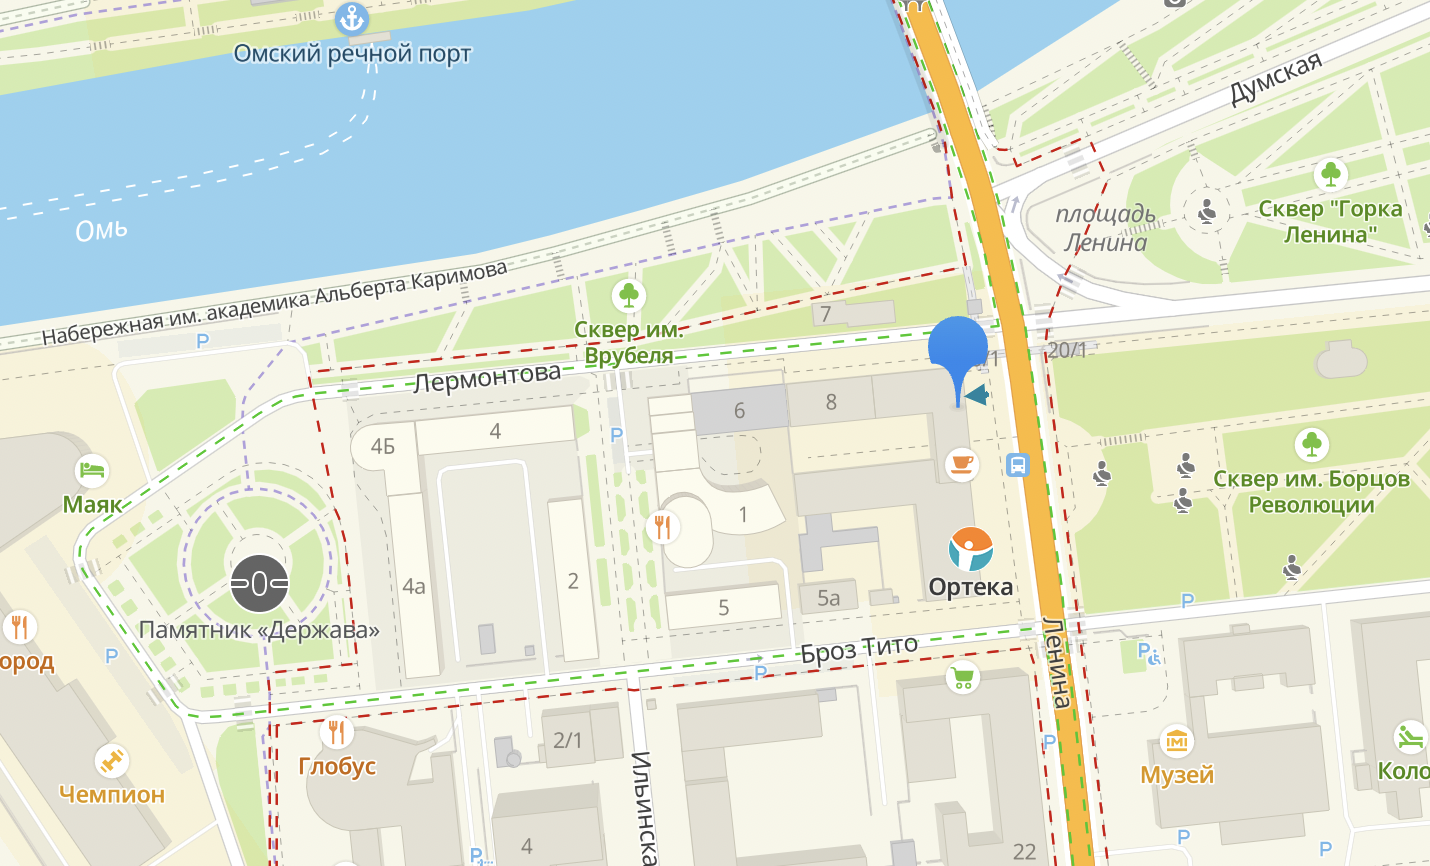 Омский речной порт
Думская
Омь
площадь
Ленина
Сквер "Горка
Ленина"
Набережная им. академика Альберта Каримова
P
Сквер им.
Врубеля
7
20/1
Лермонтова
6
8
4Б
4
P
Сквер им. Борцов
Революции
Маяк
1
4а
2
5
5а
Ортека
P
Памятник «Держава»
P
Броз Тито
P
Ленина
P
2/1
Глобус
Чемпион
P
Музей
4
P
22
P
P